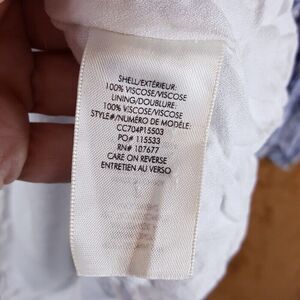 SHELL/EXTÉRIEUR:
100% VISCOSE/VISCOSE
LINING/DOUBLURE:
100% VISCOSE/VISCOSE
STYLE#/NUMÉRO DE MODÈLE:
CC704P15503
PO# 115533
RN# 107677
CARE ON REVERSE
ENTRETIEN AU VERSO